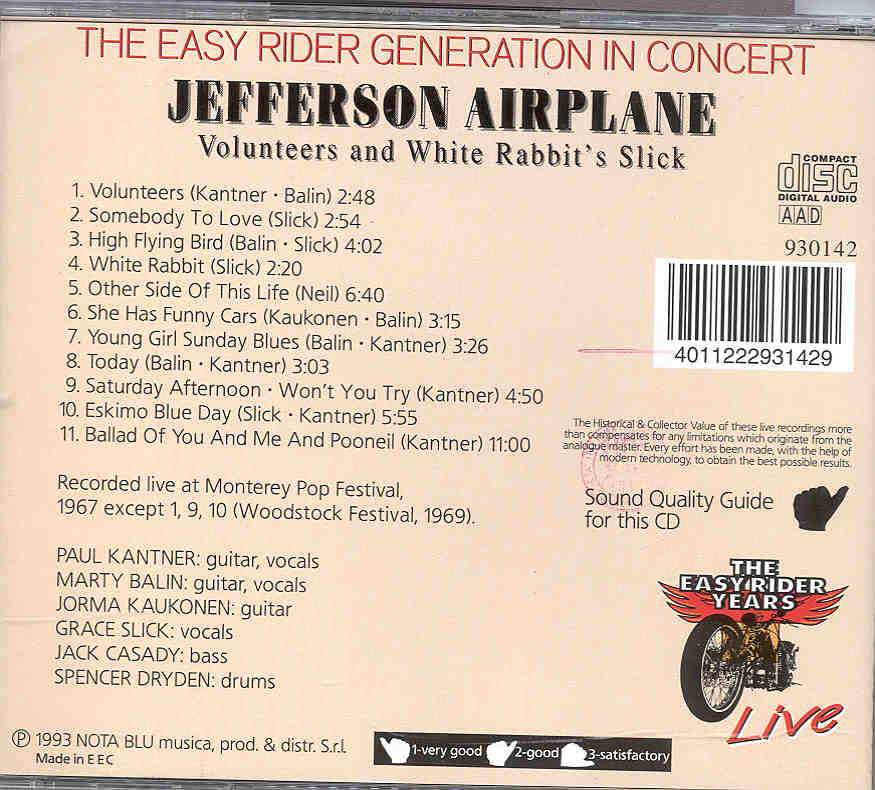 THE EASY RIDER GENERATION IN CONCERT
JEFFERSON AIRPLANE
Volunteers and White Rabbit's Slick
1. Volunteers (Kantner · Balin) 2:48
2. Somebody To Love (Slick) 2:54
3. High Flying Bird (Balin · Slick) 4:02
4. White Rabbit (Slick) 2:20
5. Other Side Of This Life (Neil) 6:40
6. She Has Funny Cars (Kaukonen · Balin) 3:15
7. Young Girl Sunday Blues (Balin · Kantner) 3:26
8. Today (Balin · Kantner) 3:03
9. Saturday Afternoon · Won't You Try (Kantner) 4:50
10. Eskimo Blue Day (Slick · Kantner) 5:55
11. Ballad Of You And Me And Pooneil (Kantner) 11:00
Recorded live at Monterey Pop Festival,
1967 except 1, 9, 10 (Woodstock Festival, 1969).
PAUL KANTNER: guitar, vocals
MARTY BALIN: guitar, vocals
JORMA KAUKONEN: guitar
GRACE SLICK: vocals
JACK CASADY: bass
SPENCER DRYDEN: drums
℗ 1993 NOTA BLU musica, prod. & distr. S.r.l.
Made in EEC
COMPACT
disc
DIGITAL AUDIO
AAD
930142
4011222931429
The Historical & Collector Value of these live recordings more
than compensates for any limitations which originate from the
analogue master. Every effort has been made, with the help of
modern technology, to obtain the best possible results.
Sound Quality Guide
for this CD
THE
EASY RIDER
YEARS
Live
1-very good 2-good 3-satisfactory